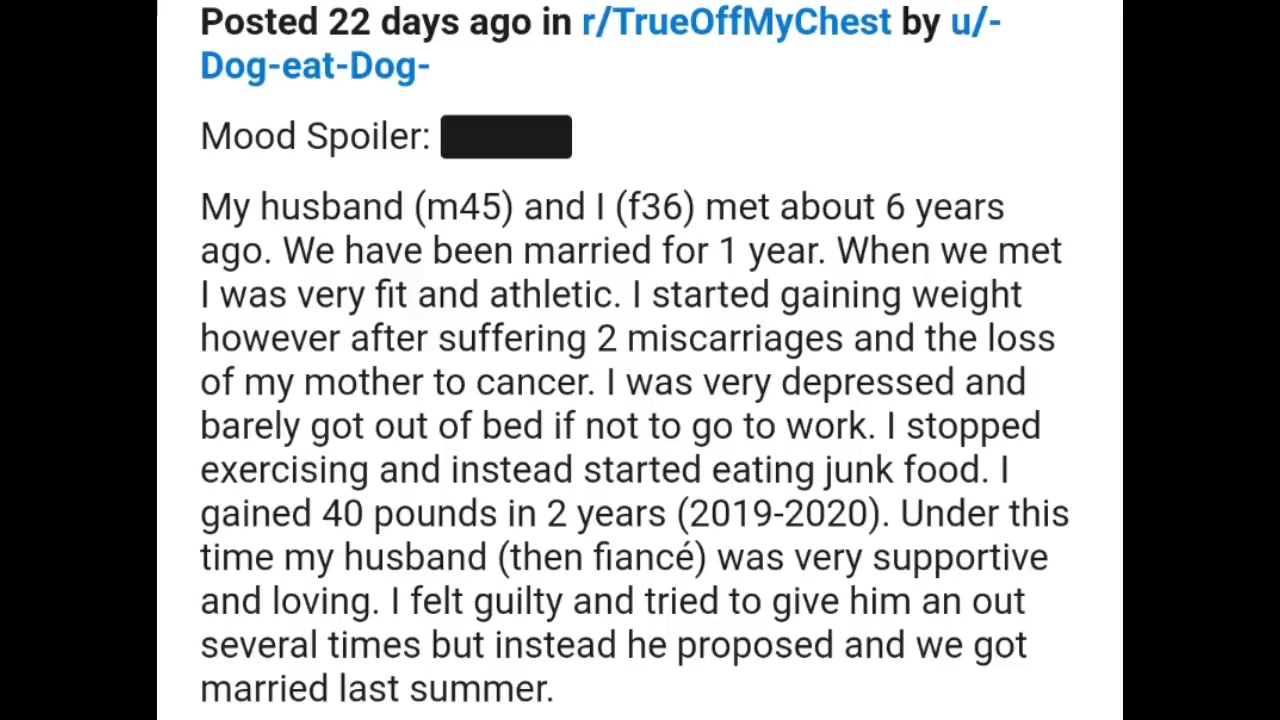 Posted 22 days ago in r/TrueOffMyChest by u/-
Dog-eat-Dog-
Mood Spoiler:
My husband (m45) and I (f36) met about 6 years
ago. We have been married for 1 year. When we met
I was very fit and athletic. I started gaining weight
however after suffering 2 miscarriages and the loss
of my mother to cancer. I was very depressed and
barely got out of bed if not to go to work. I stopped
exercising and instead started eating junk food. I
gained 40 pounds in 2 years (2019-2020). Under this
time my husband (then fiancé) was very supportive
and loving. I felt guilty and tried to give him an out
several times but instead he proposed and we got
married last summer.